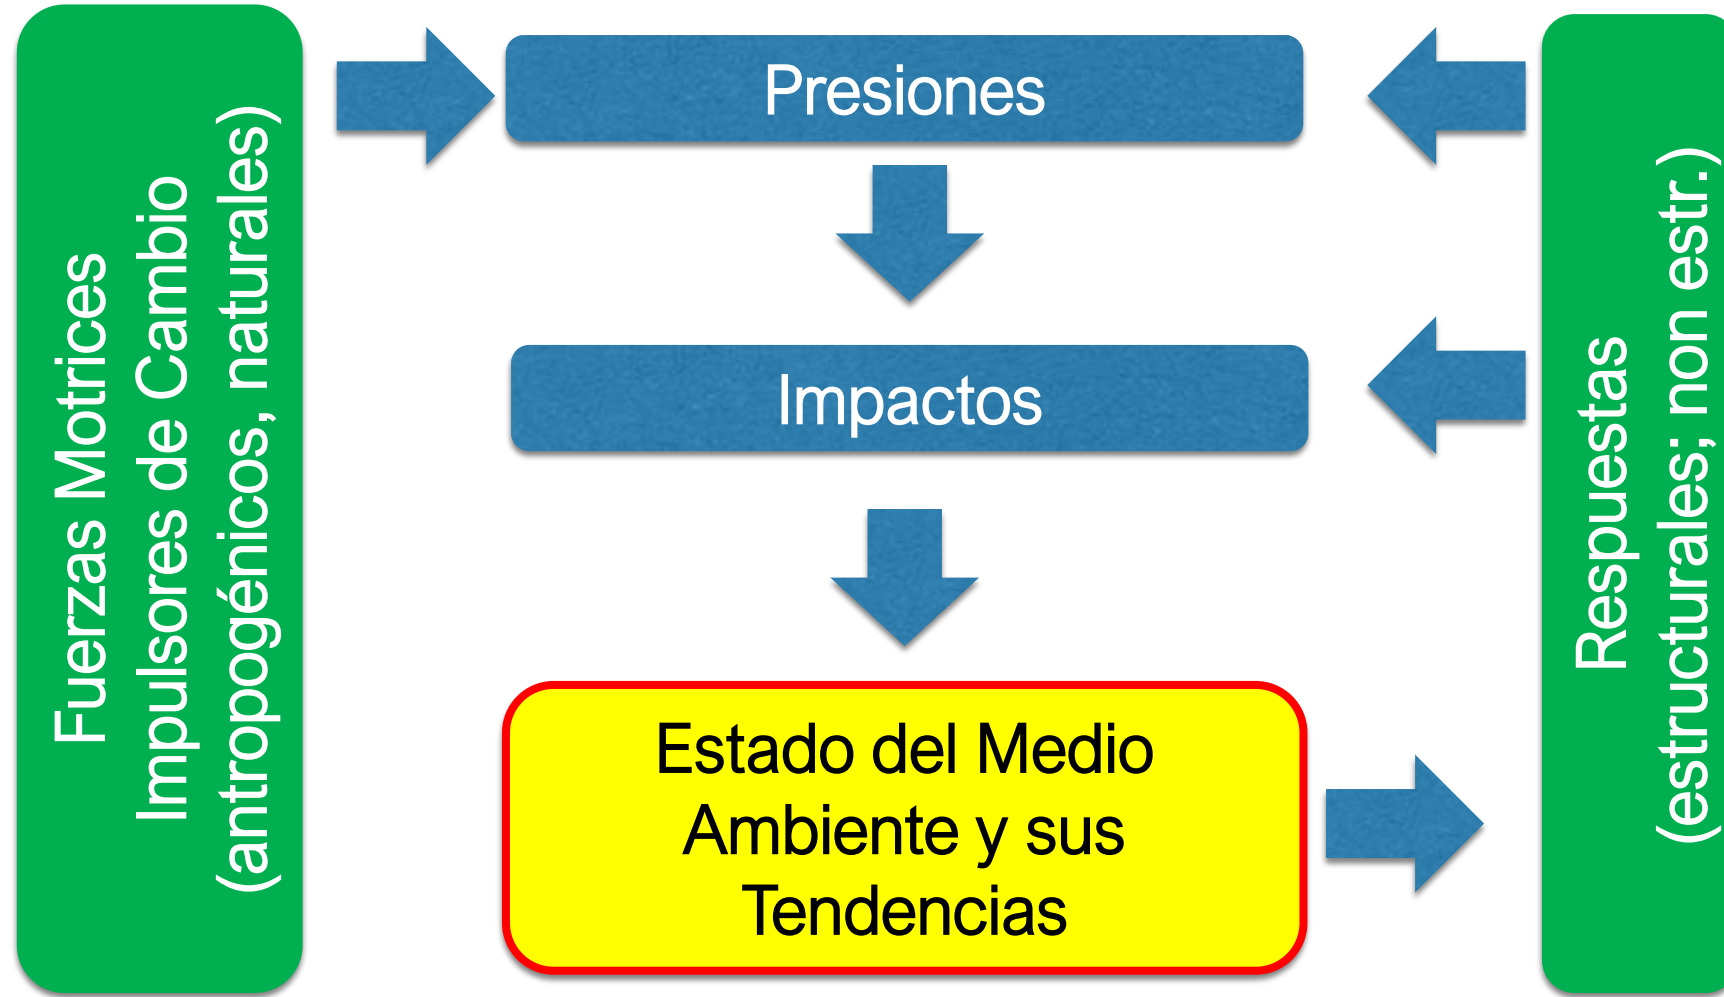 Fuerzas Motrices
Impulsores de Cambio
(antropogénicos, naturales)
Presiones
Impactos
Estado del Medio
Ambiente y sus
Tendencias
Respuestas
(estructurales; non estr.)